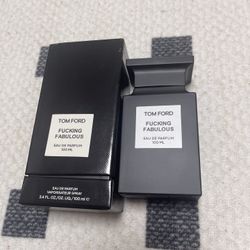 TOM FORD
FUCKING
FABULOUS
EAU DE PARFUM
100 ML
EAU DE PARFUM
VAPORISATEUR SPRAY
3.4 FL.OZ./OZ.LIQ./100 ml ℮
TOM FORD
FUCKING
FABULOUS
EAU DE PARFUM
100 ML